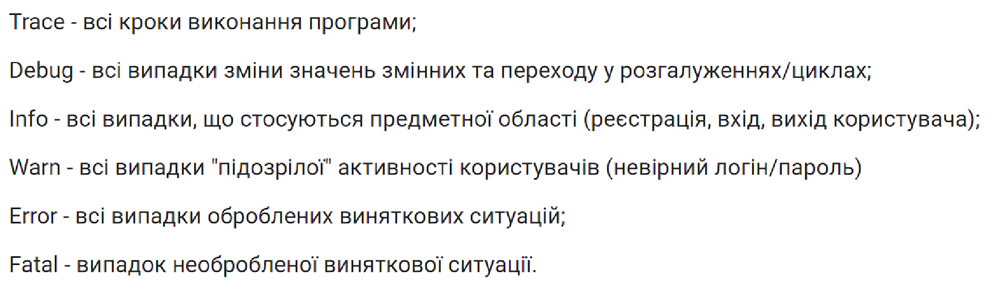 Trace - всі кроки виконання програми;
Debug - всі випадки зміни значень змінних та переходу у розгалуженнях/циклах;
Info - всі випадки, що стосуються предметної області (реєстрація, вхід, вихід користувача);
Warn - всі випадки "підозрілої" активності користувачів (невірний логін/пароль)
Error - всі випадки оброблених виняткових ситуацій;
Fatal - випадок необробленої виняткової ситуації.